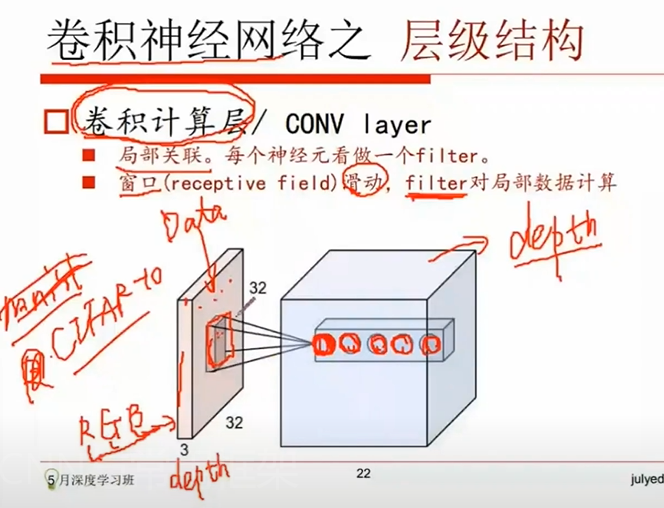 卷积神经网络之 层级结构
卷积计算层/ CONV layer
局部关联。每个神经元看做一个filter。
窗口(receptive field)滑动，filter对局部数据计算
Data
depth
32
CIFAR-10
RGB
32
3
depth
5月深度学习班
22
julyed